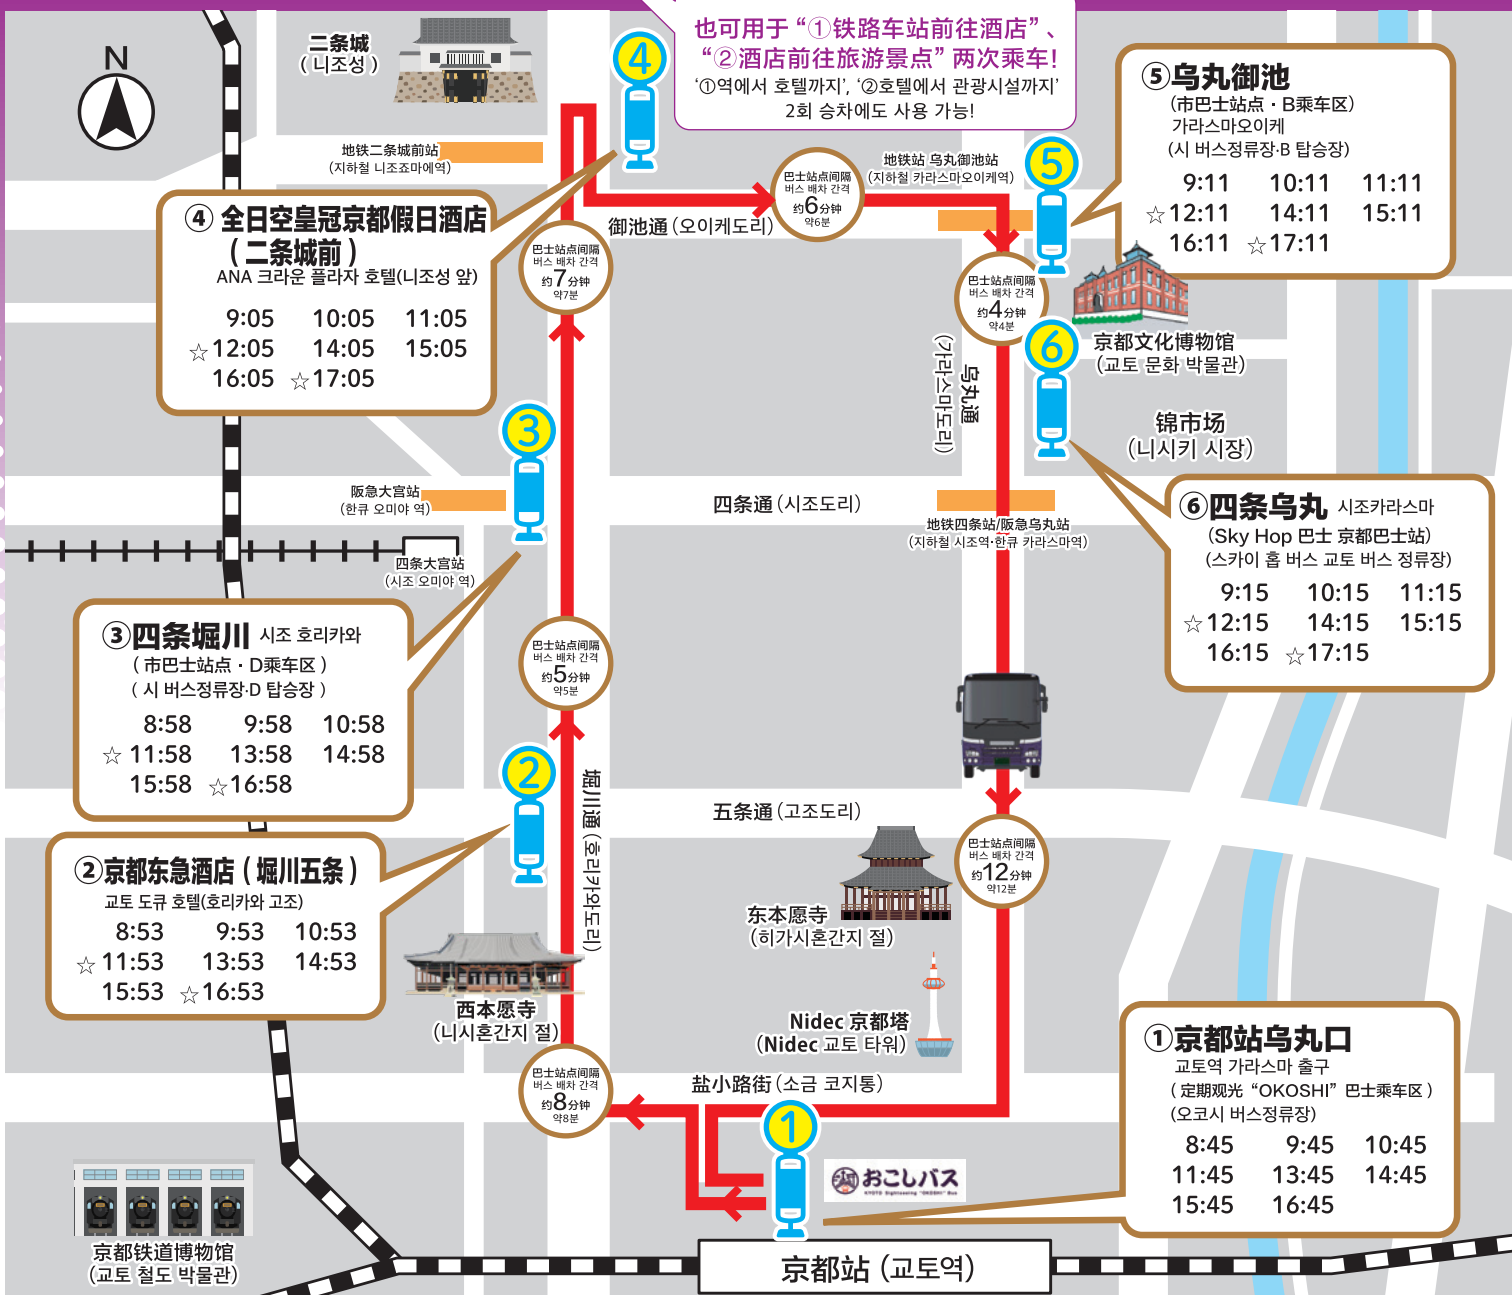 也可用于“①铁路车站前往酒店”、
“②酒店前往旅游景点”两次乘车!
‘①역에서 호텔까지’, ‘②호텔에서 관광시설까지’
2회 승차에도 사용 가능!
N
二条城
( 니조성 )
4
地铁二条城前站
(지하철 니조죠마에역)
④ 全日空皇冠京都假日酒店
( 二条城前 )
ANA 크라운 플라자 호텔(니조성 앞)
9:05 10:05 11:05
☆12:05 14:05 15:05
16:05 ☆17:05
巴士站点间隔
버스 배차 간격
约7分钟
약7분
御池通 (오이케도리)
巴士站点间隔
버스 배차 간격
约6分钟
약6분
地铁站 乌丸御池站
(지하철 카라스마오이케역)
5
⑤乌丸御池
(市巴士站点・B乘车区)
가라스마오이케
(시 버스정류장·B 탑승장)
9:11 10:11 11:11
☆12:11 14:11 15:11
16:11 ☆17:11
巴士站点间隔
버스 배차 간격
约4分钟
약4분
6
京都文化博物馆
(교토 문화 박물관)
乌丸通
(가라스마도리)
锦市场
(니시키 시장)
3
阪急大宫站
(한큐 오미야 역)
四条通 (시조도리)
地铁四条站/阪急乌丸站
(지하철 시조역·한큐 카라스마역)
⑥四条乌丸 시조카라스마
(Sky Hop 巴士 京都巴士站)
(스카이 홉 버스 교토 버스 정류장)
9:15 10:15 11:15
☆12:15 14:15 15:15
16:15 ☆17:15
四条大宫站
(시조 오미야 역)
③四条堀川 시조 호리카와
( 市巴士站点・D乘车区 )
( 시 버스정류장·D 탑승장 )
8:58 9:58 10:58
☆ 11:58 13:58 14:58
15:58 ☆16:58
巴士站点间隔
버스 배차 간격
约5分钟
약5분
2
堀川通 (호리카와도리)
五条通 (고조도리)
②京都东急酒店 ( 堀川五条 )
교토 도큐 호텔(호리카와 고조)
8:53 9:53 10:53
☆ 11:53 13:53 14:53
15:53 ☆16:53
巴士站点间隔
버스 배차 간격
约12分钟
약12분
东本愿寺
(히가시혼간지 절)
西本愿寺
(니시혼간지 절)
Nidec 京都塔
(Nidec 교토 타워)
巴士站点间隔
버스 배차 간격
约8分钟
약8분
盐小路街 (소금 코지통)
1
おこしバス
KYOTO Sightseeing "OKOSHI" Bus
①京都站乌丸口
교토역 가라스마 출구
( 定期观光 “OKOSHI” 巴士乘车区 )
(오코시 버스정류장)
8:45 9:45 10:45
11:45 13:45 14:45
15:45 16:45
京都铁道博物馆
(교토 철도 박물관)
京都站 (교토역)